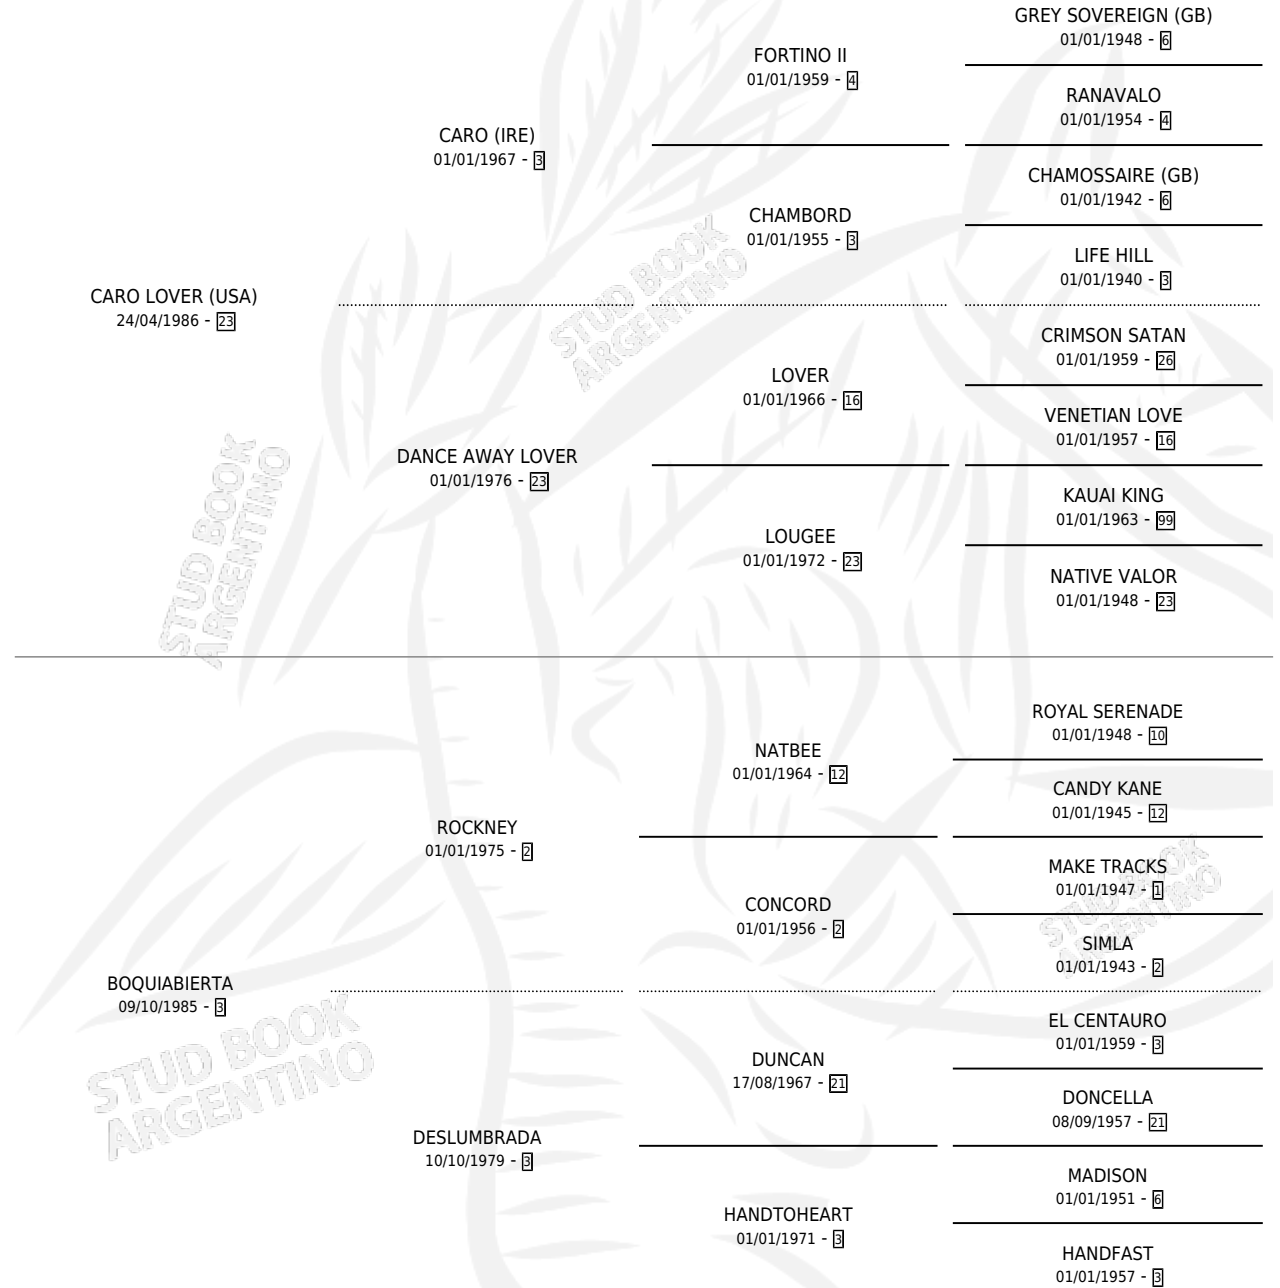 GREY SOVEREIGN (GB)
01/01/1948 - 6
FORTINO II
01/01/1959 - 4
RANAVALO
01/01/1954 - 4
CARO (IRE)
01/01/1967 - 3
CHAMOSSAIRE (GB)
01/01/1942 - 6
CHAMBORD
01/01/1955 - 3
LIFE HILL
01/01/1940 - 3
CARO LOVER (USA)
24/04/1986 - 23
CRIMSON SATAN
01/01/1959 - 26
LOVER
01/01/1966 - 16
VENETIAN LOVE
01/01/1957 - 16
DANCE AWAY LOVER
01/01/1976 - 23
KAUAI KING
01/01/1963 - 99
LOUGEE
01/01/1972 - 23
NATIVE VALOR
01/01/1948 - 23
ROYAL SERENADE
01/01/1948 - 10
NATBEE
01/01/1964 - 12
CANDY KANE
01/01/1945 - 12
ROCKNEY
01/01/1975 - 2
MAKE TRACKS
01/01/1947 - 1
CONCORD
01/01/1956 - 2
SIMLA
01/01/1943 - 2
BOQUIABIERTA
09/10/1985 - 3
EL CENTAURO
01/01/1959 - 3
DUNCAN
17/08/1967 - 21
DONCELLA
08/09/1957 - 21
DESLUMBRADA
10/10/1979 - 3
MADISON
01/01/1951 - 6
HANDTOHEART
01/01/1971 - 3
HANDFAST
01/01/1957 - 3
STUD BOOK
ARGENTINO
STUD BOOK
ARGENTINO
STUD BOOK
ARGENTINO
STUD BOOK
ARGENTINO